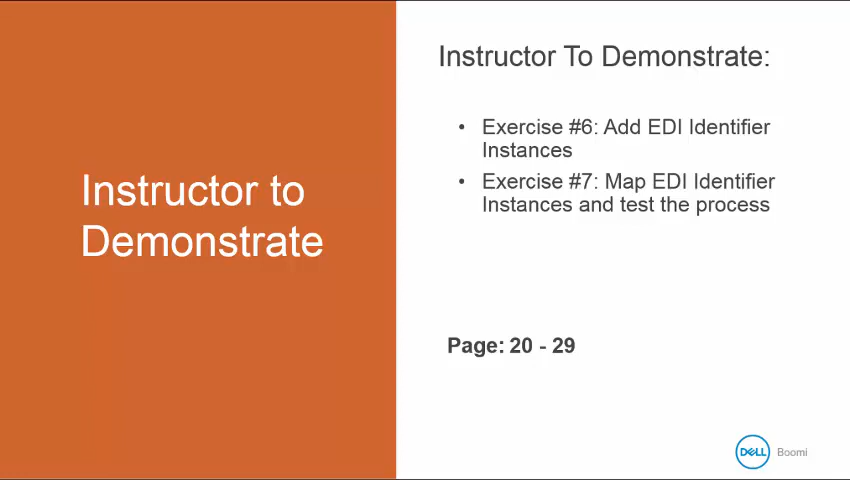 Instructor to
Demonstrate
Instructor To Demonstrate:
• Exercise #6: Add EDI Identifier
Instances
• Exercise #7: Map EDI Identifier
Instances and test the process
Page: 20 - 29
DELL Boomi